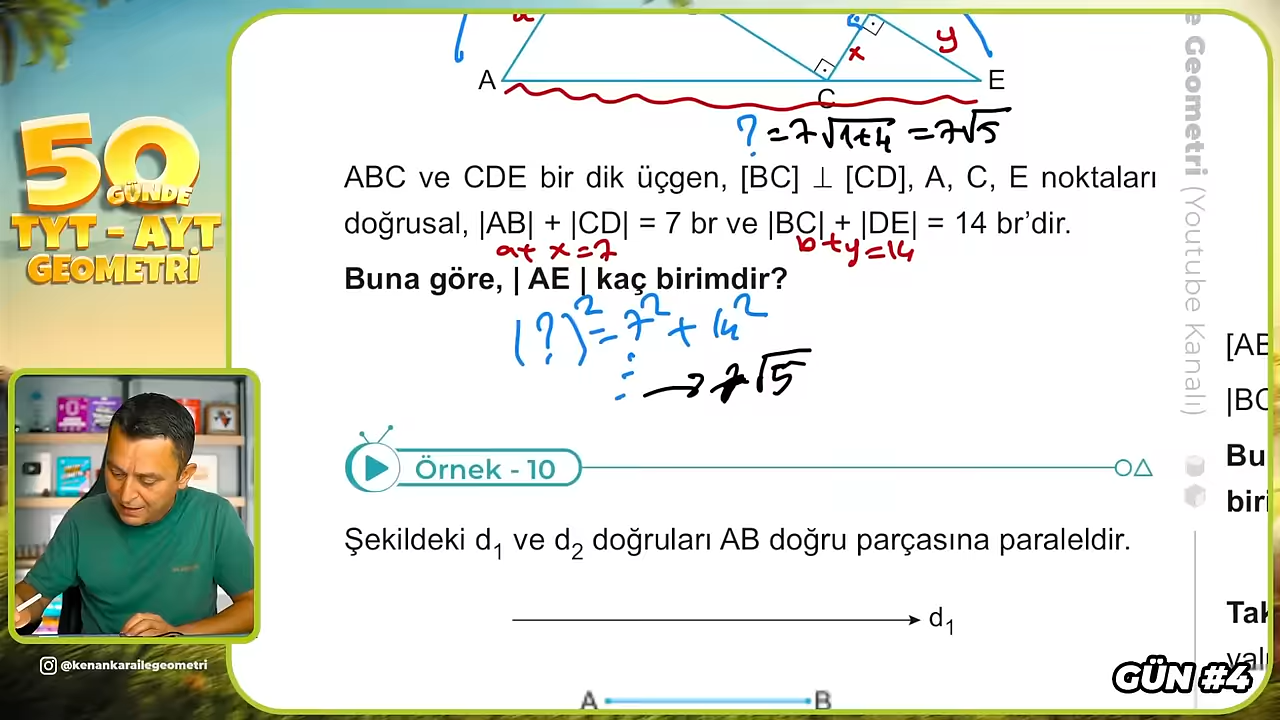 50
GÜNDE
TYT - AYT
GEOMETRİ
@kenankarailegeometri
a
x
y
A
C
E
? = 7√1+4 = 7√5
ABC ve CDE bir dik üçgen, [BC] ⊥ [CD], A, C, E noktaları
doğrusal, |AB| + |CD| = 7 br ve |BC| + |DE| = 14 br’dir.
a + x = 7 b + y = 14
Buna göre, | AE | kaç birimdir?
(?)² = 7² + 14²
→ 7√5
Örnek - 10
Şekildeki d₁ ve d₂ doğruları AB doğru parçasına paraleldir.
d₁
A B
Geometri (Youtube Kanalı)
[AB
|BC
Bu
biri
Tak
yalı
GÜN #4